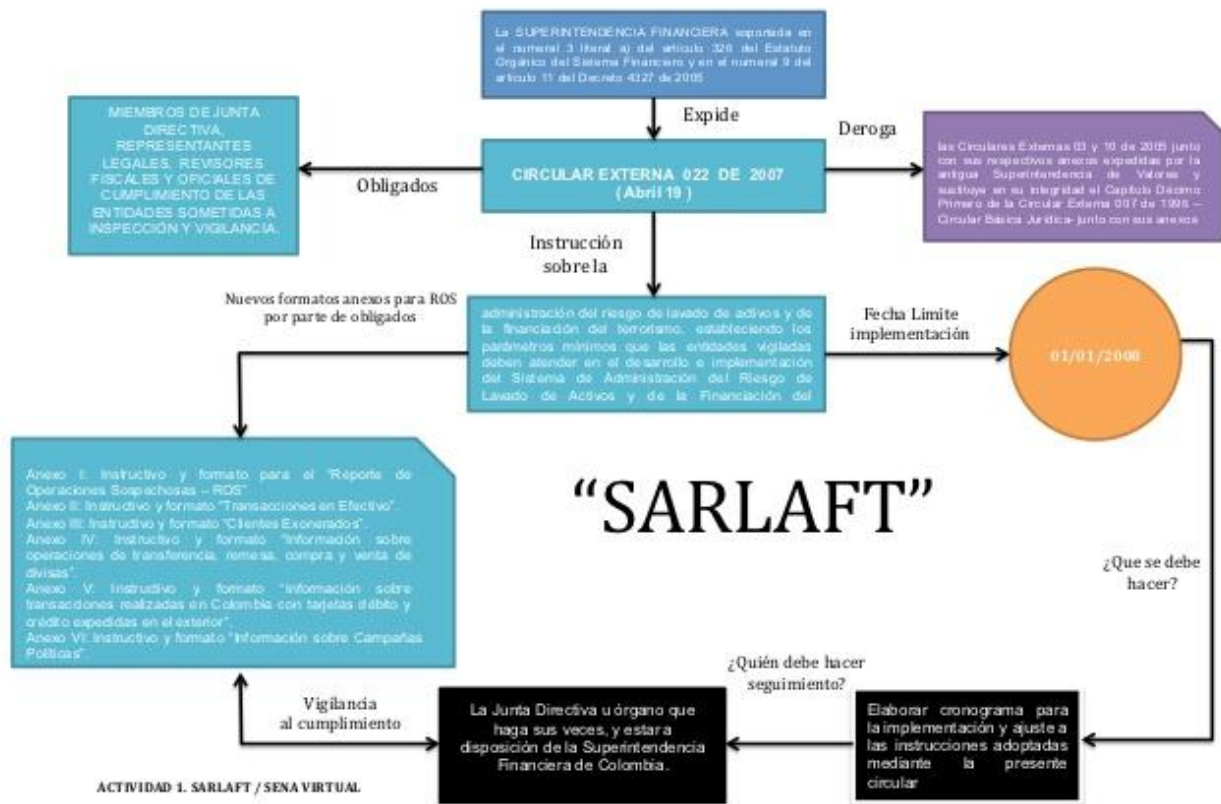 La SUPERINTENDENCIA FINANCIERA soportada en
el numeral 3 literal a) del artículo 326 del Estatuto
Orgánico del Sistema Financiero y en el numeral 9 del
artículo 11 del Decreto 4327 de 2005
Expide
MIEMBROS DE JUNTA
DIRECTIVA,
REPRESENTANTES
LEGALES, REVISORES
FISCALES Y OFICIALES DE
CUMPLIMIENTO DE LAS
ENTIDADES SOMETIDAS A
INSPECCIÓN Y VIGILANCIA.
Obligados
CIRCULAR EXTERNA 022 DE 2007
( Abril 19 )
Deroga
las Circulares Externas 03 y 10 de 2005 junto
con sus respectivos anexos expedidas por la
antigua Superintendencia de Valores y
sustituye en su integridad el Capítulo Décimo
Primero de la Circular Externa 007 de 1996 –
Circular Básica Jurídica- junto con sus anexos
Instrucción
sobre la
Nuevos formatos anexos para ROS
por parte de obligados
administración del riesgo de lavado de activos y de
la financiación del terrorismo, estableciendo los
parámetros mínimos que las entidades vigiladas
deben atender en el desarrollo e implementación
del Sistema de Administración del Riesgo de
Lavado de Activos y de la Financiación del
Fecha Limite
implementación
01/01/2008
Anexo I: Instructivo y formato para el "Reporte de
Operaciones Sospechosas – ROS"
Anexo II: Instructivo y formato "Transacciones en Efectivo".
Anexo III: Instructivo y formato "Clientes Exonerados".
Anexo IV: Instructivo y formato "Información sobre
operaciones de transferencia, remesa, compra y venta de
divisas".
Anexo V: Instructivo y formato "Información sobre
transacciones realizadas en Colombia con tarjetas débito y
crédito expedidas en el exterior".
Anexo VI: Instructivo y formato "Información sobre Campañas
Políticas".
“SARLAFT”
¿Que se debe
hacer?
Vigilancia
al cumplimiento
La Junta Directiva u órgano que
haga sus veces, y estar a
disposición de la Superintendencia
Financiera de Colombia.
¿Quién debe hacer
seguimiento?
Elaborar cronograma para
la implementación y ajuste a
las instrucciones adoptadas
mediante la presente
circular
ACTIVIDAD 1. SARLAFT / SENA VIRTUAL